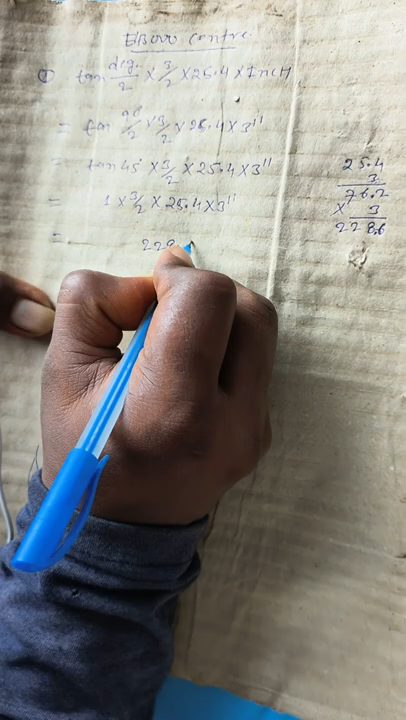 Elbow centre
① tan deg./2 × 3/2 × 25.4 × Inch
= tan 90/2 × 3/2 × 25.4 × 3"
= tan 45° × 3/2 × 25.4 × 3"
= 1 × 3/2 × 25.4 × 3"
= 228
25.4
3
76.2
× 3
228.6